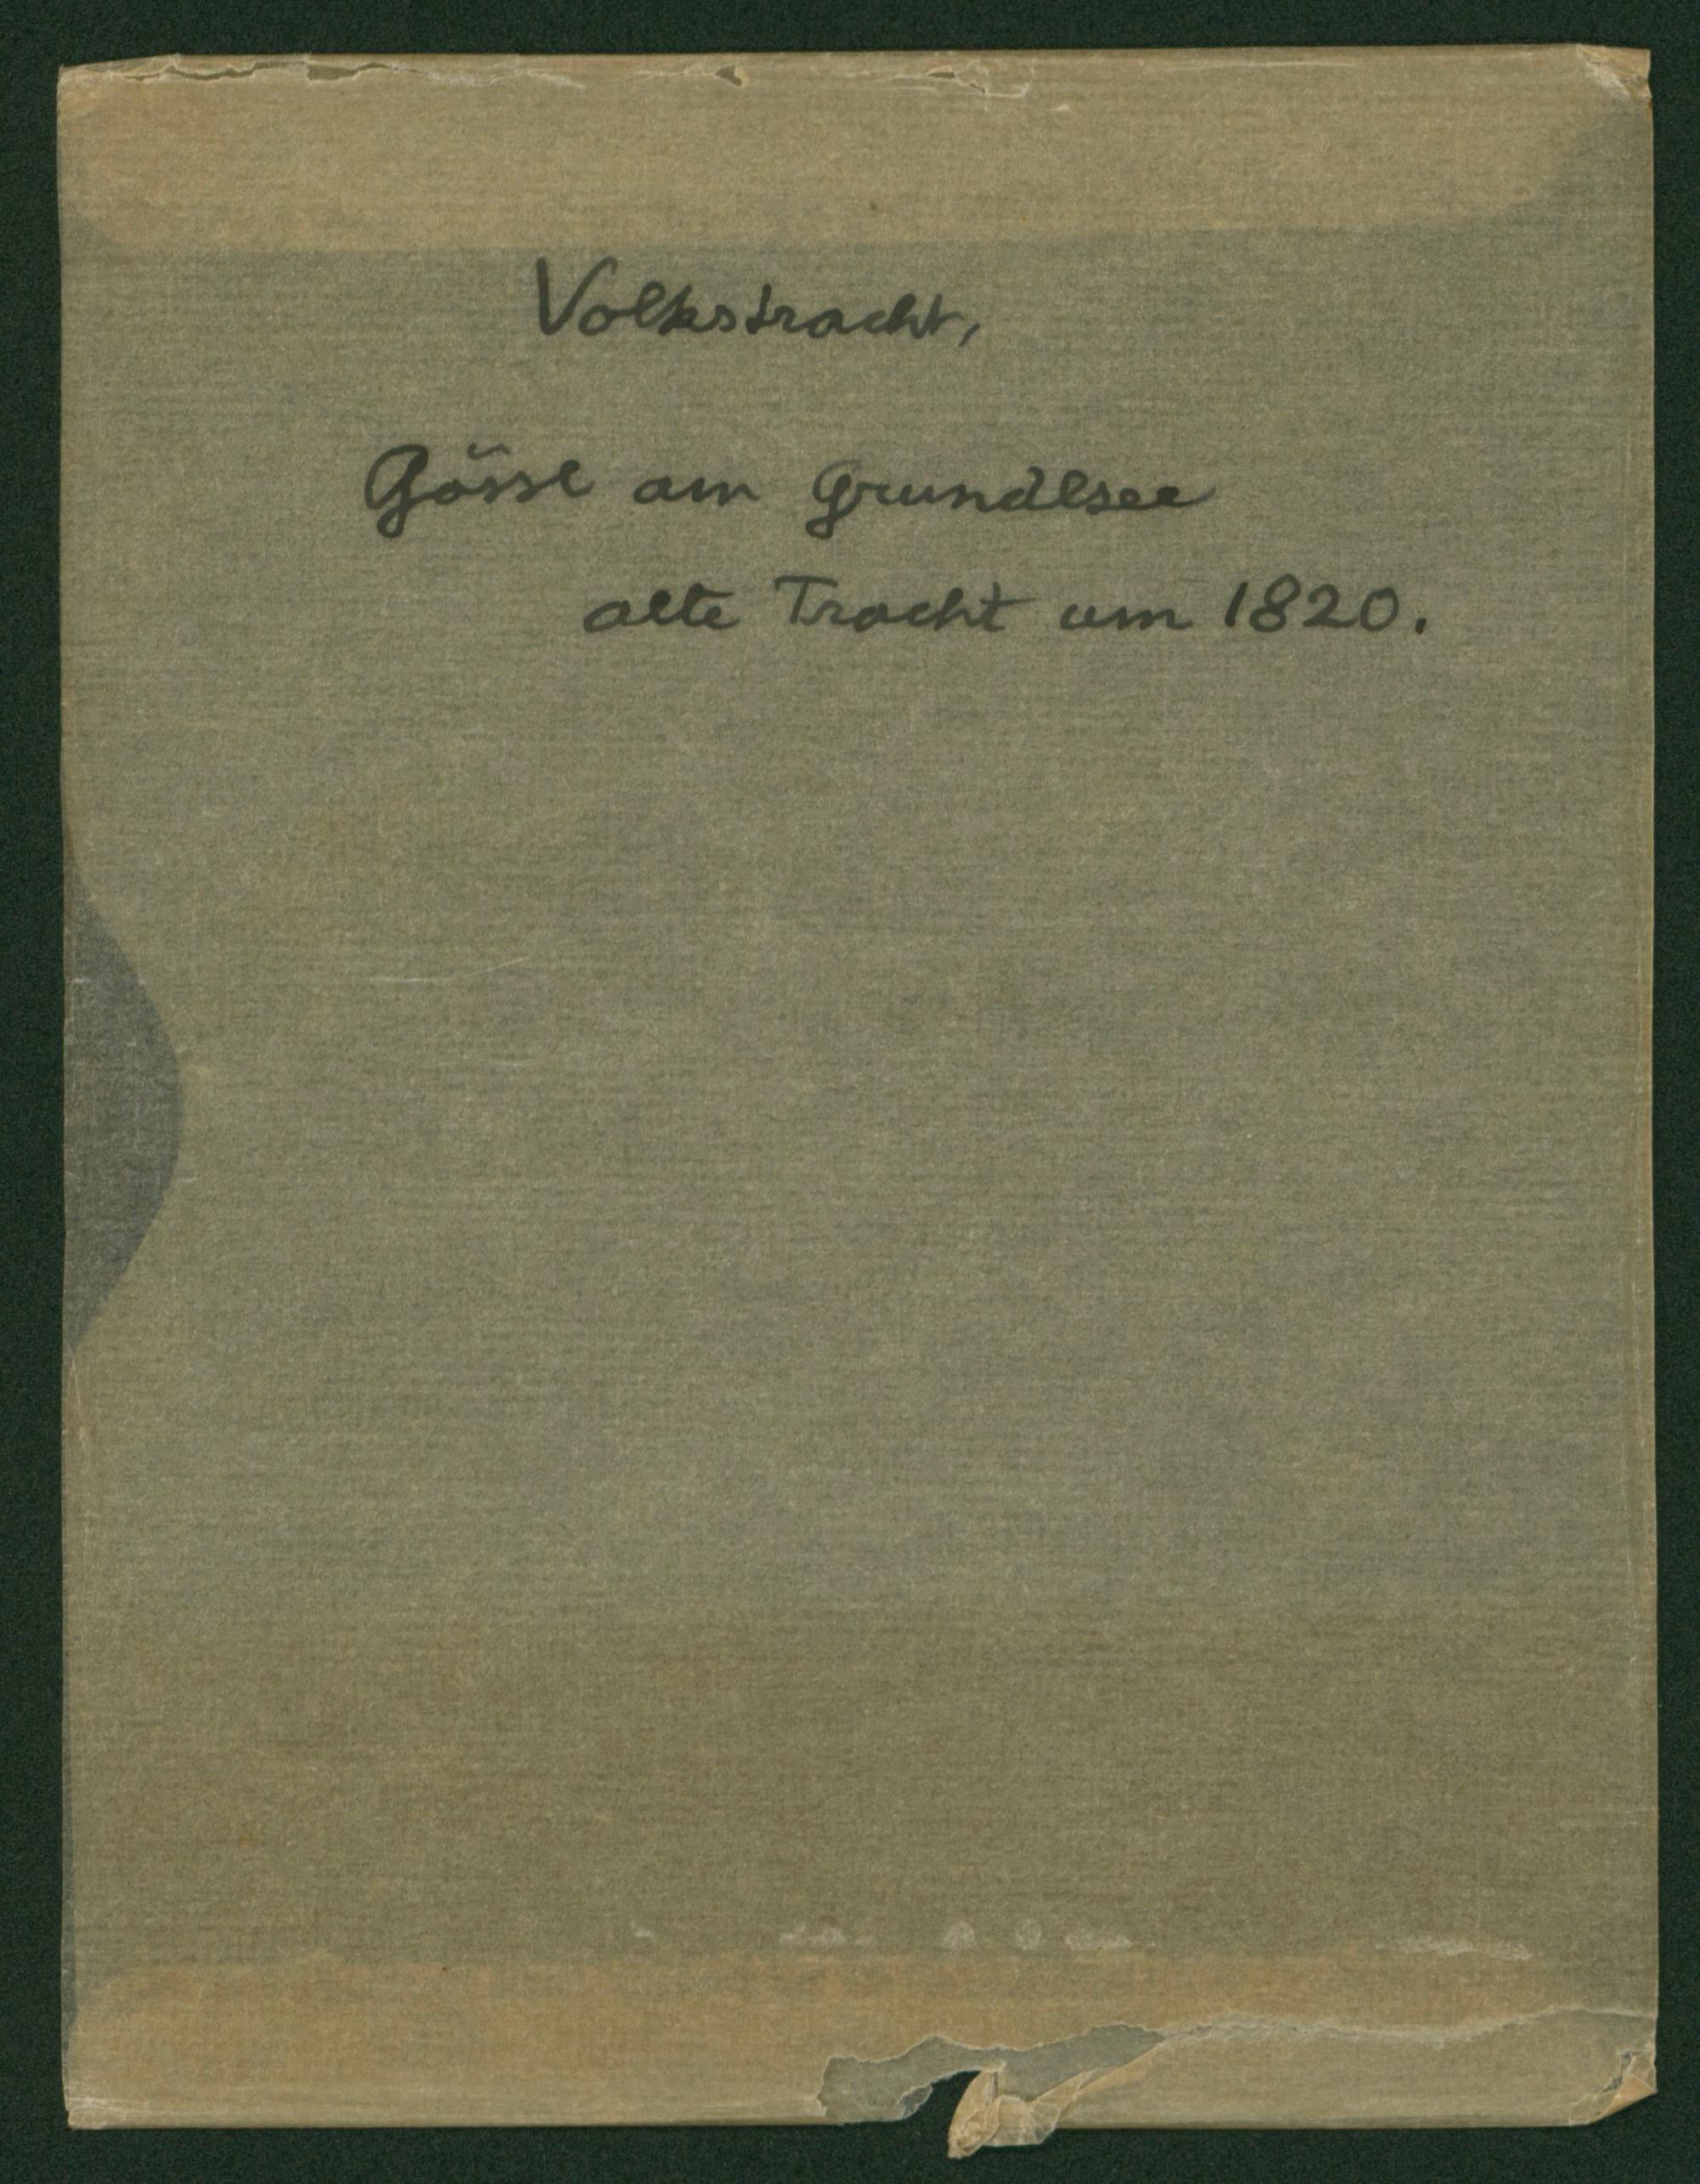 Volkstracht,
Gössl am Grundlsee
alte Tracht um 1820.